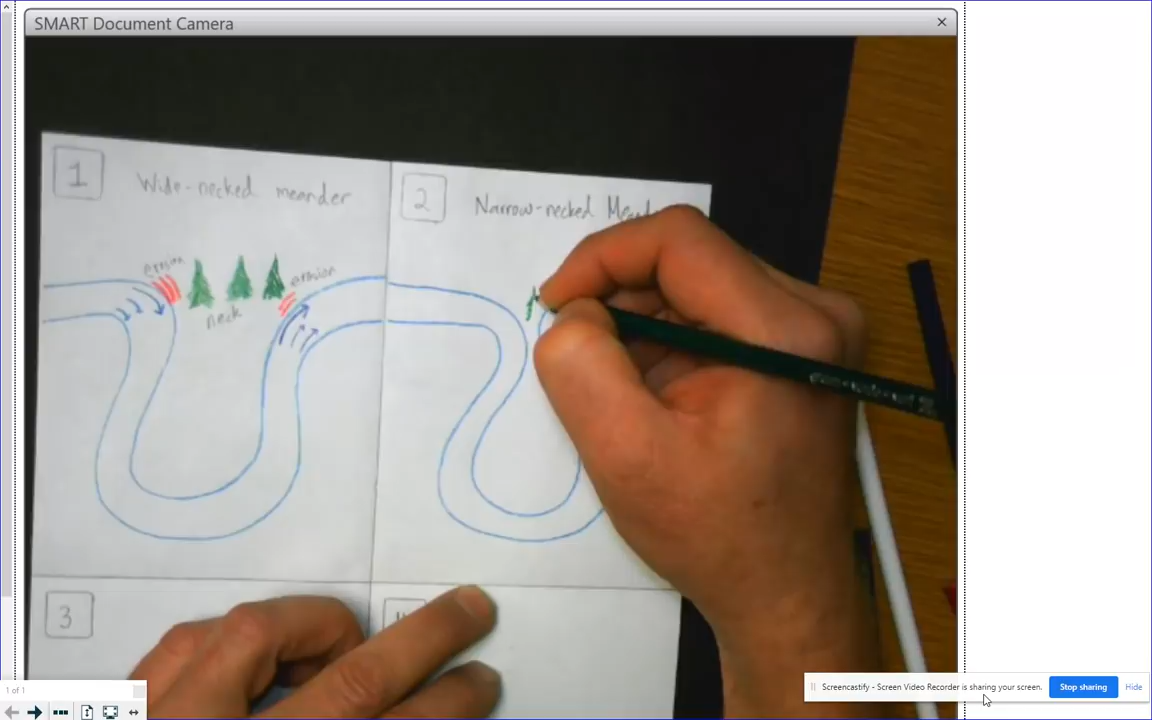 SMART Document Camera
1
Wide-necked meander
erosion
erosion
neck
2
Narrow-necked
3
1 of 1
Screencastify - Screen Video Recorder is sharing your screen.
Stop sharing
Hide